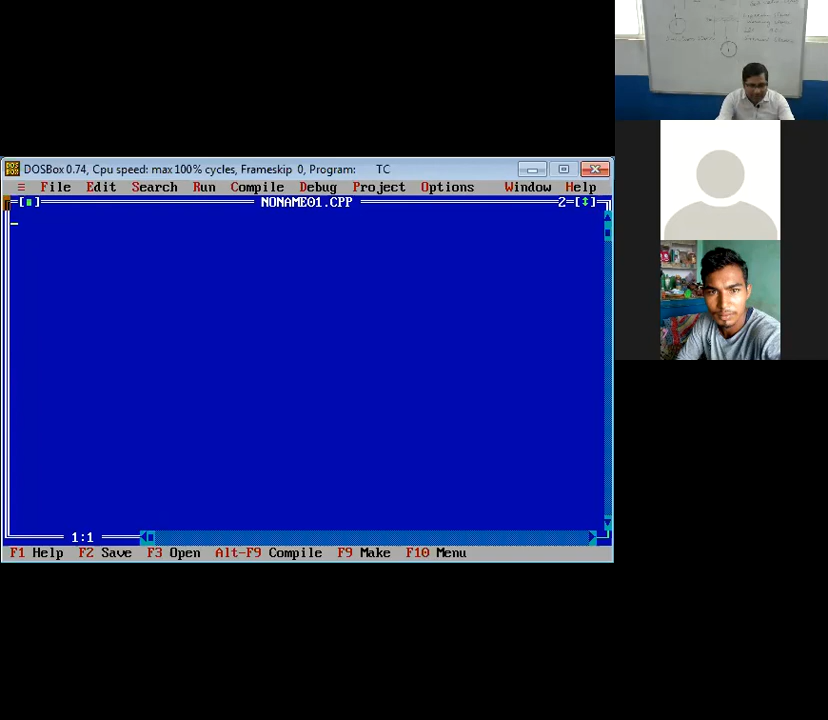 DOSBox 0.74, Cpu speed: max 100% cycles, Frameskip 0, Program: TC
≡ File Edit Search Run Compile Debug Project Options Window Help
[■] NONAME01.CPP 2=[↕]
1:1
F1 Help F2 Save F3 Open Alt-F9 Compile F9 Make F10 Menu